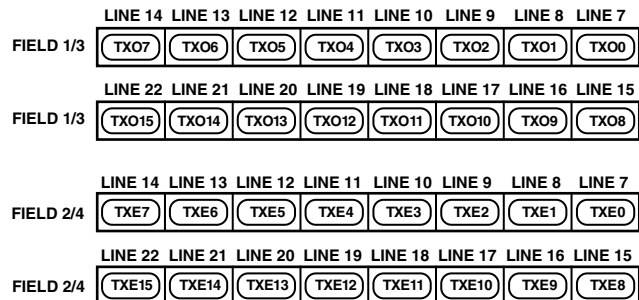 LINE 14 LINE 13 LINE 12 LINE 11 LINE 10 LINE 9 LINE 8 LINE 7
FIELD 1/3 TXO7 TXO6 TXO5 TXO4 TXO3 TXO2 TXO1 TXO0
LINE 22 LINE 21 LINE 20 LINE 19 LINE 18 LINE 17 LINE 16 LINE 15
FIELD 1/3 TXO15 TXO14 TXO13 TXO12 TXO11 TXO10 TXO9 TXO8
LINE 14 LINE 13 LINE 12 LINE 11 LINE 10 LINE 9 LINE 8 LINE 7
FIELD 2/4 TXE7 TXE6 TXE5 TXE4 TXE3 TXE2 TXE1 TXE0
LINE 22 LINE 21 LINE 20 LINE 19 LINE 18 LINE 17 LINE 16 LINE 15
FIELD 2/4 TXE15 TXE14 TXE13 TXE12 TXE11 TXE10 TXE9 TXE8